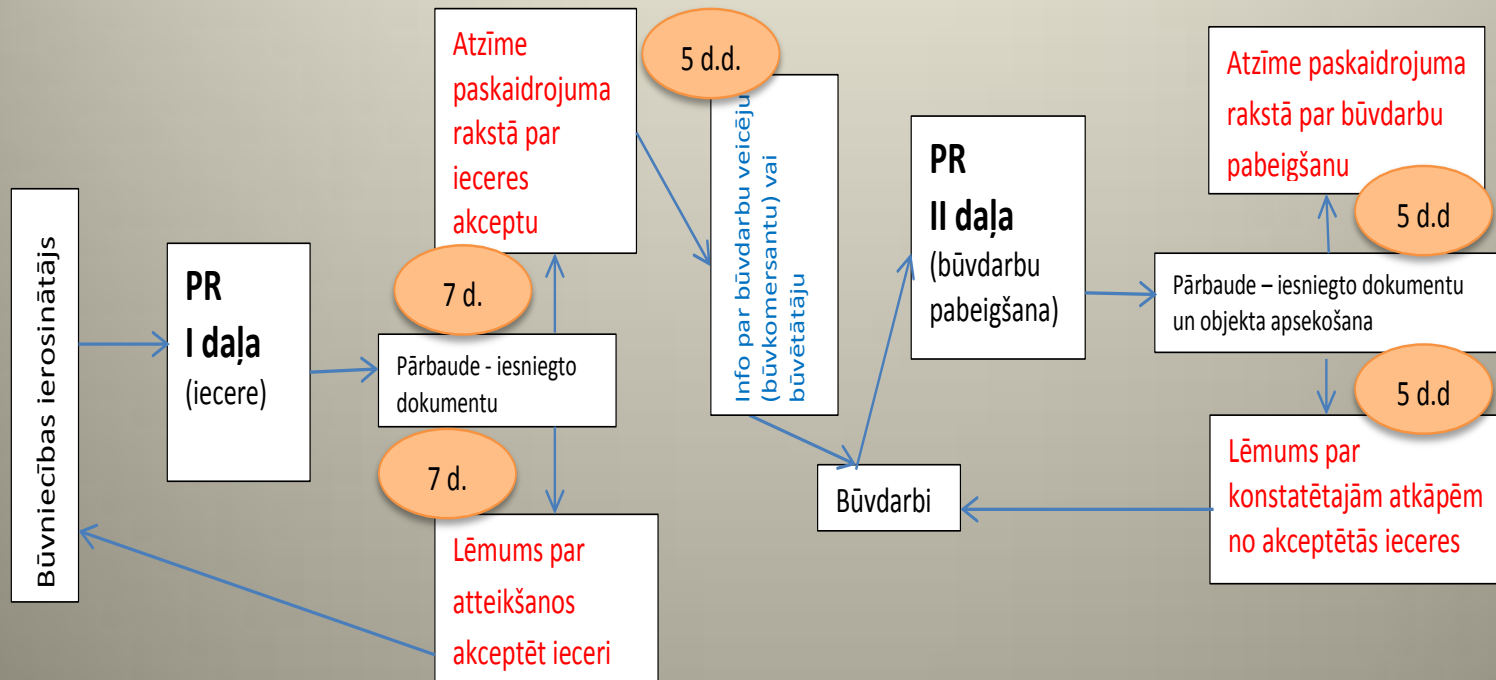 Būvniecības ierosinātājs
PR
I daļa
(iecere)
Atzīme
paskaidrojuma
rakstā par
ieceres
akceptu
7 d.
Pārbaude - iesniegto
dokumentu
7 d.
Lēmums par
atteikšanos
akceptēt ieceri
5 d.d.
Info par būvdarbu veicēju
(būvkomersantu) vai
būvētātāju
Būvdarbi
PR
II daļa
(būvdarbu
pabeigšana)
Atzīme paskaidrojuma
rakstā par būvdarbu
pabeigšanu
5 d.d
Pārbaude – iesniegto dokumentu
un objekta apsekošana
5 d.d
Lēmums par
konstatētajām atkāpēm
no akceptētās ieceres